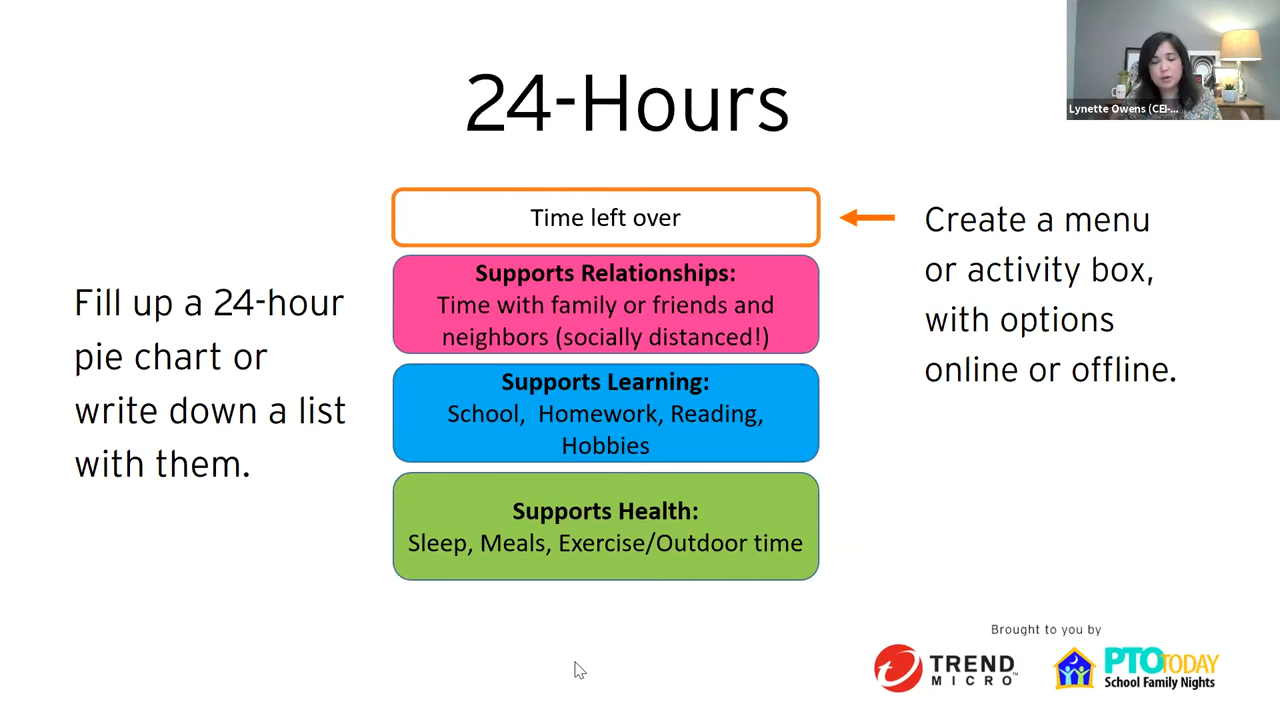 24-Hours
Lynette Owens (CEI-...
Fill up a 24-hour
pie chart or
write down a list
with them.
Time left over
Supports Relationships:
Time with family or friends and
neighbors (socially distanced!)
Supports Learning:
School, Homework, Reading,
Hobbies
Supports Health:
Sleep, Meals, Exercise/Outdoor time
Create a menu
or activity box,
with options
online or offline.
Brought to you by
TREND
MICRO™
PTO TODAY
School Family Nights